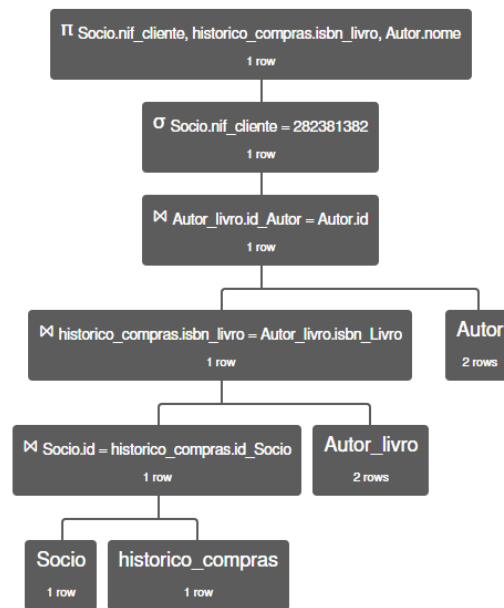 π Socio.nif_cliente, historico_compras.isbn_livro, Autor.nome
1 row
σ Socio.nif_cliente = 282381382
1 row
⋈ Autor_livro.id_Autor = Autor.id
1 row
⋈ historico_compras.isbn_livro = Autor_livro.isbn_Livro
1 row
Autor
2 rows
⋈ Socio.id = historico_compras.id_Socio
1 row
Autor_livro
2 rows
Socio
1 row
historico_compras
1 row